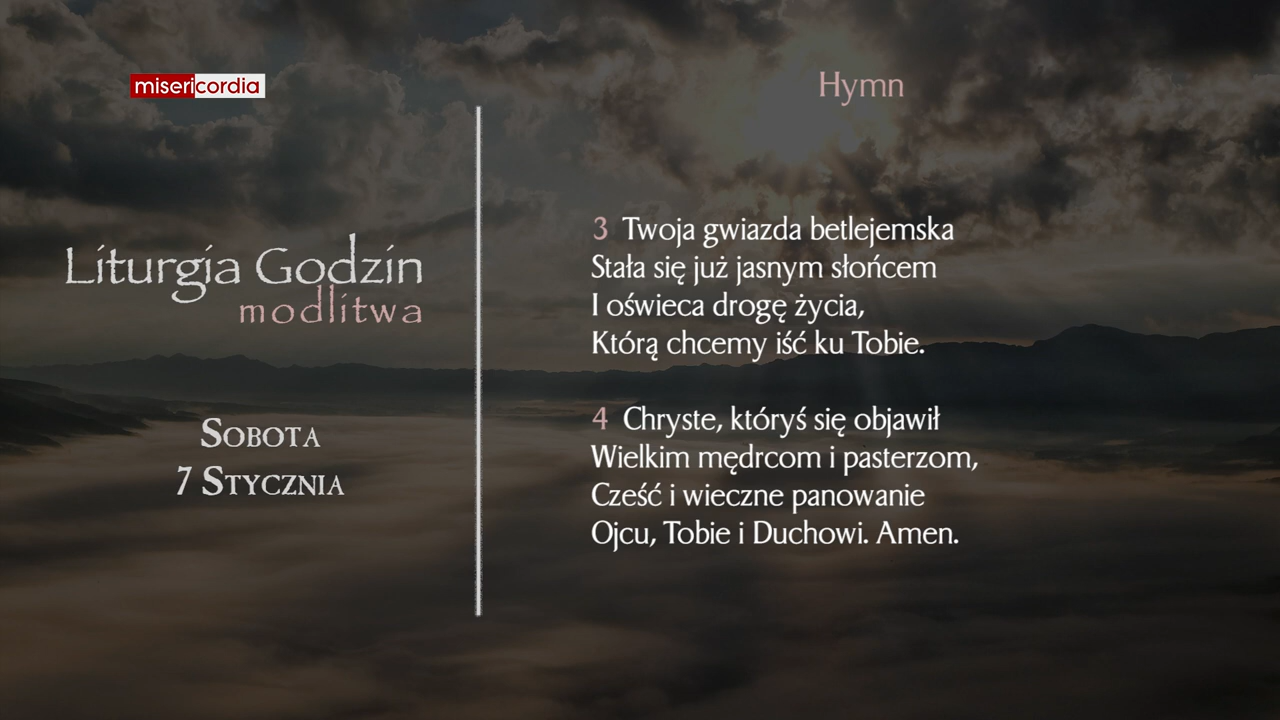 misericordia
Liturgia Godzin
modlitwa
Sobota
7 Stycznia
Hymn
3 Twoja gwiazda betlejemska
Stała się już jasnym słońcem
I oświeca drogę życia,
Którą chcemy iść ku Tobie.
4 Chryste, któryś się objawił
Wielkim mędrcom i pasterzom,
Cześć i wieczne panowanie
Ojcu, Tobie i Duchowi. Amen.